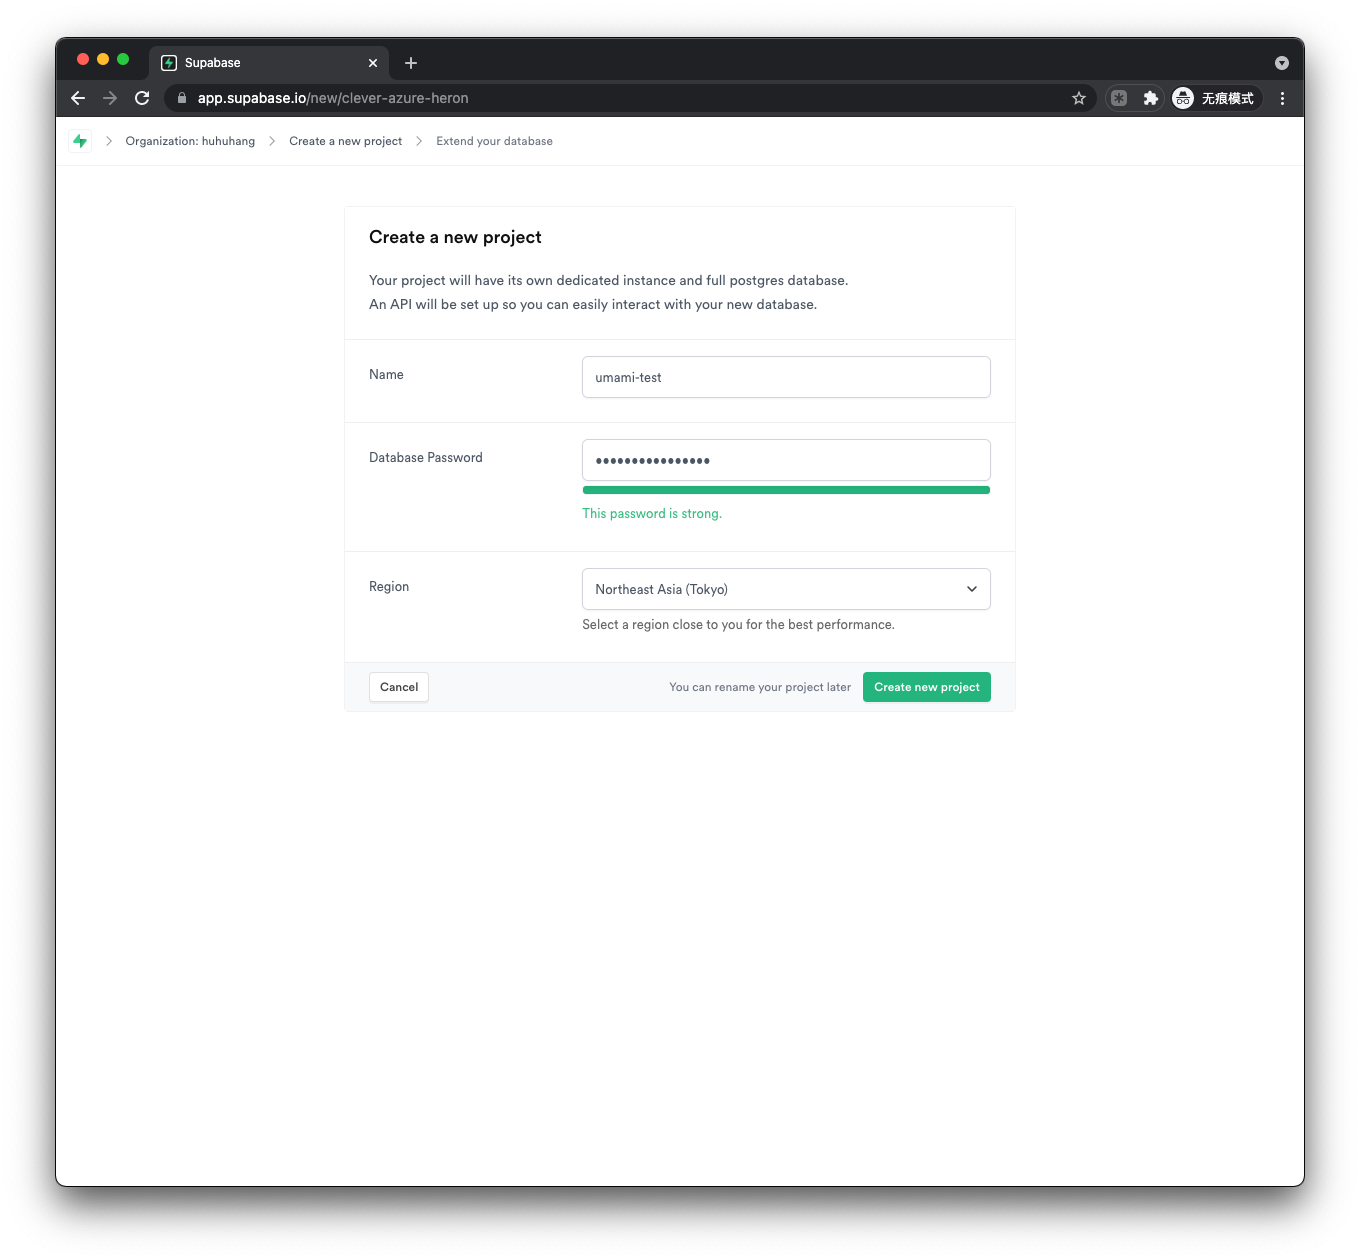 Supabase
app.supabase.io/new/clever-azure-heron
无痕模式
Organization: huhuhang
Create a new project
Extend your database
Create a new project
Your project will have its own dedicated instance and full postgres database.
An API will be set up so you can easily interact with your new database.
Name
umami-test
Database Password
••••••••••••••••
This password is strong.
Region
Northeast Asia (Tokyo)
Select a region close to you for the best performance.
Cancel
You can rename your project later
Create new project